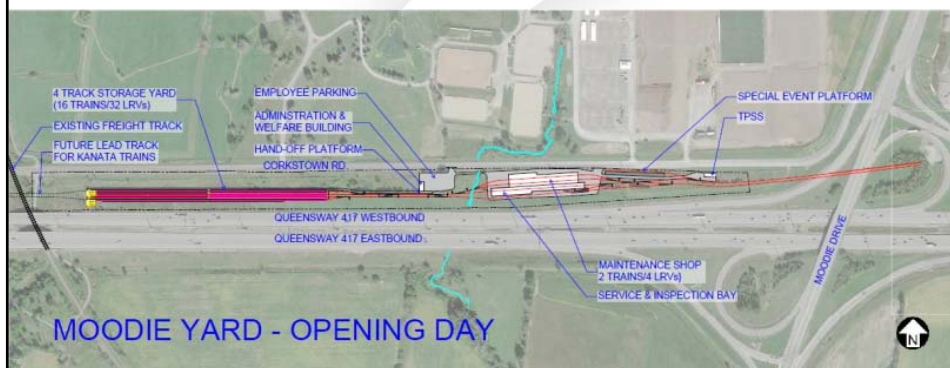 4 TRACK STORAGE YARD
(16 TRAINS/32 LRVs)
EXISTING FREIGHT TRACK
FUTURE LEAD TRACK
FOR KANATA TRAINS
EMPLOYEE PARKING
ADMINSTRATION &
WELFARE BUILDING
HAND-OFF PLATFORM
CORKSTOWN RD.
SPECIAL EVENT PLATFORM
TPSS
QUEENSWAY 417 WESTBOUND
QUEENSWAY 417 EASTBOUND
MAINTENANCE SHOP
2 TRAINS/4 LRVs)
SERVICE & INSPECTION BAY
MOODIE DRIVE
MOODIE YARD - OPENING DAY
N